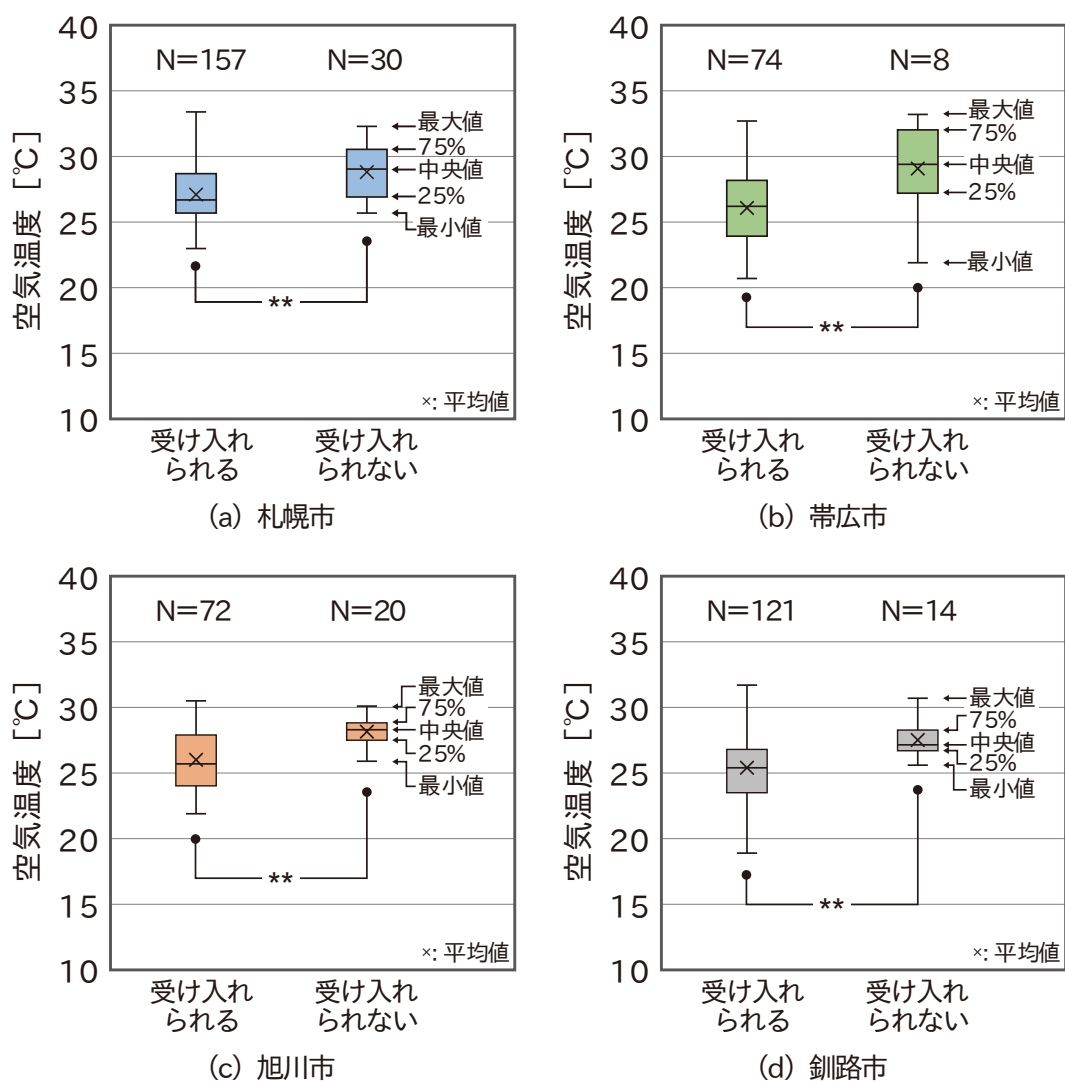 40
35
30
25
20
15
10
空気温度 [℃]
N=157
N=30
最大値
75%
中央値
25%
最小値
**
×: 平均値
受け入れ
られる
受け入れ
られない
(a) 札幌市
40
35
30
25
20
15
10
空気温度 [℃]
N=74
N=8
最大値
75%
中央値
25%
最小値
**
×: 平均値
受け入れ
られる
受け入れ
られない
(b) 帯広市
40
35
30
25
20
15
10
空気温度 [℃]
N=72
N=20
最大値
75%
中央値
25%
最小値
**
×: 平均値
受け入れ
られる
受け入れ
られない
(c) 旭川市
40
35
30
25
20
15
10
空気温度 [℃]
N=121
N=14
最大値
75%
中央値
25%
最小値
**
×: 平均値
受け入れ
られる
受け入れ
られない
(d) 釧路市